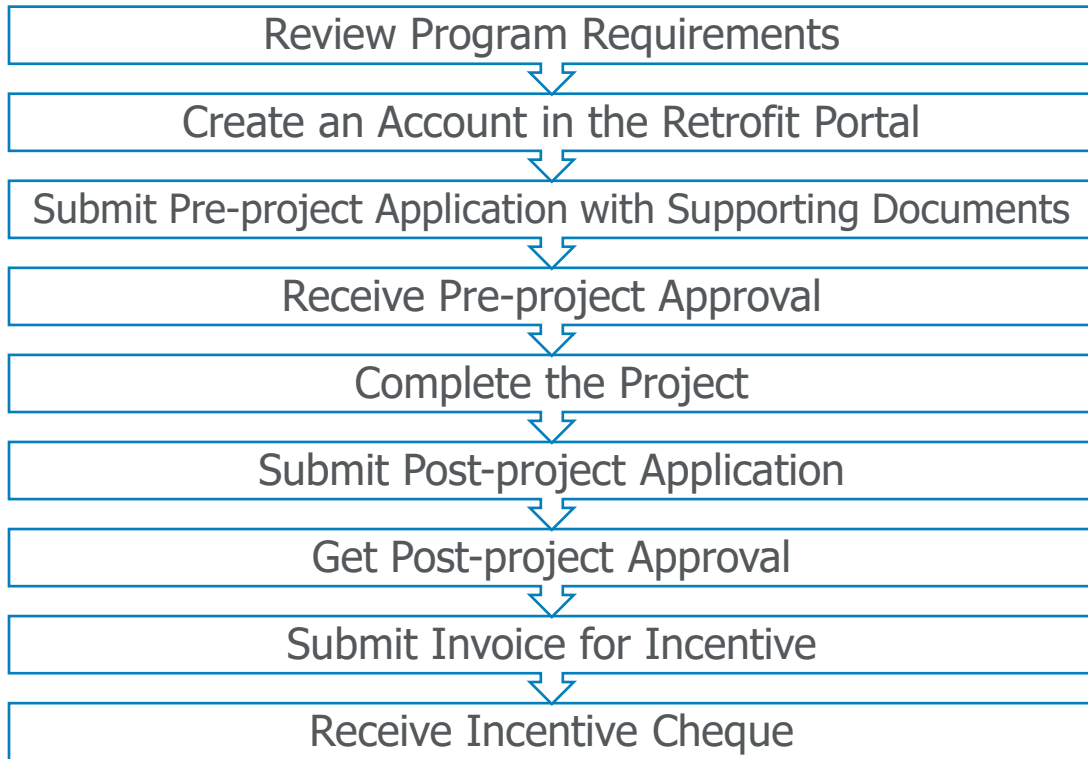 Review Program Requirements
Create an Account in the Retrofit Portal
Submit Pre-project Application with Supporting Documents
Receive Pre-project Approval
Complete the Project
Submit Post-project Application
Get Post-project Approval
Submit Invoice for Incentive
Receive Incentive Cheque